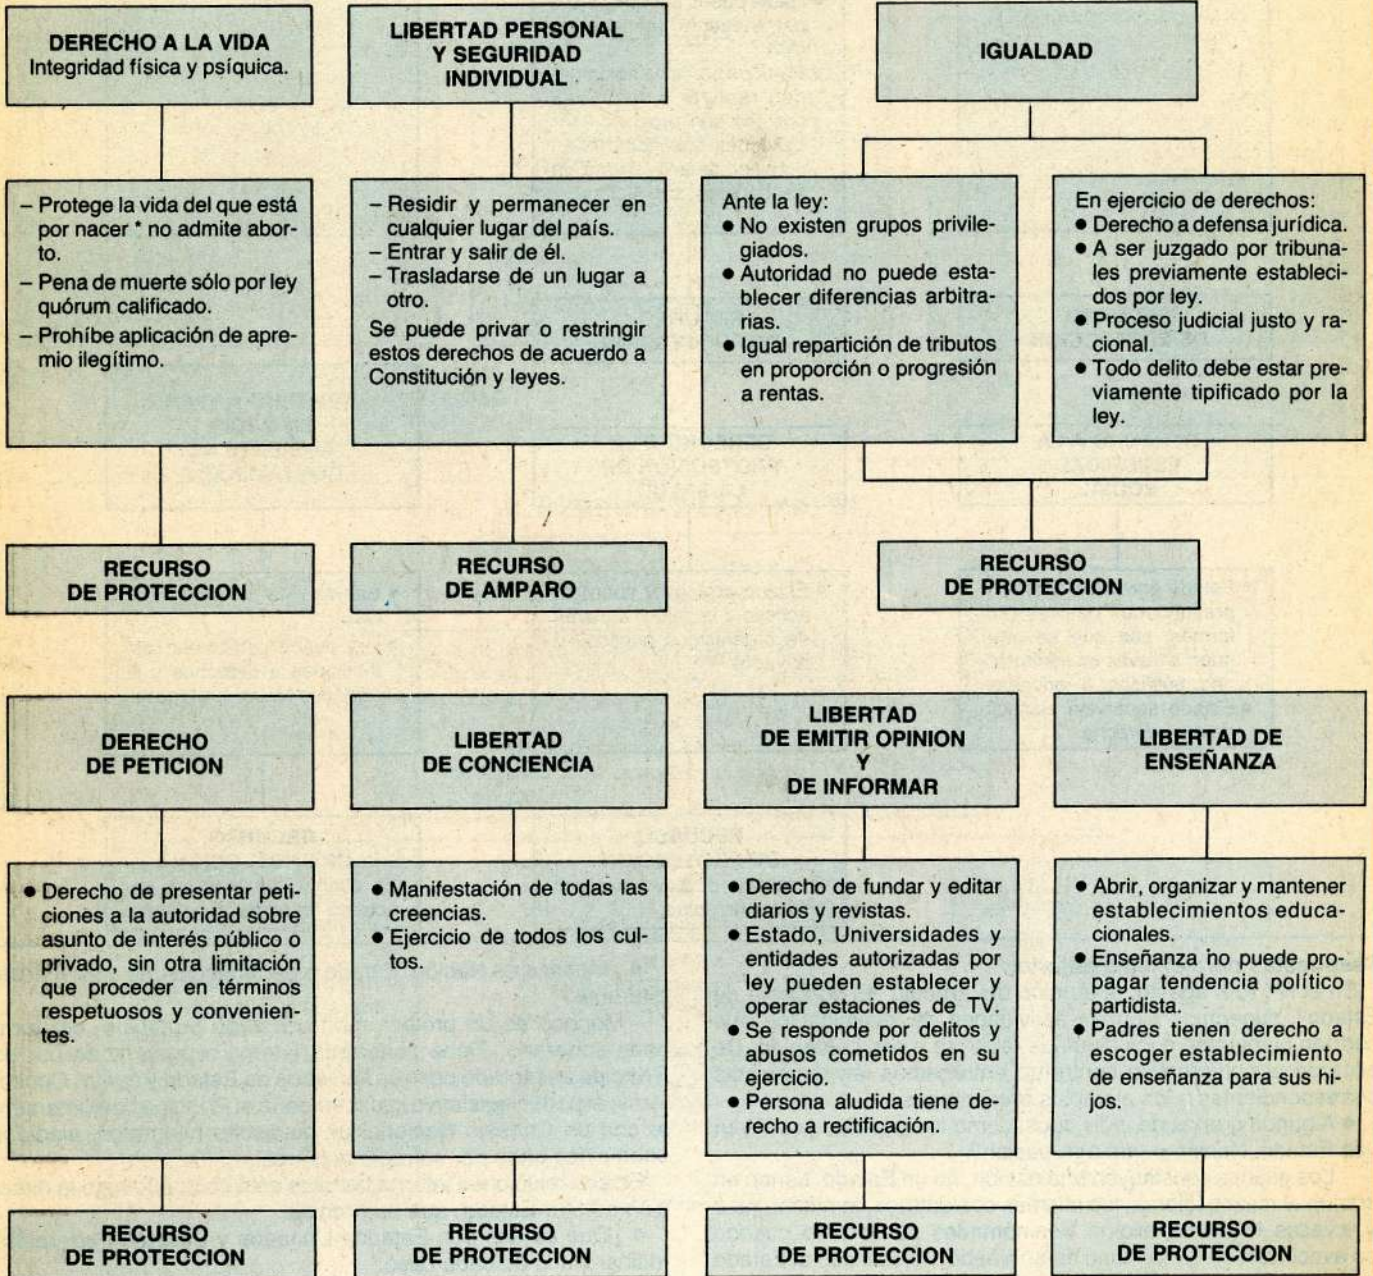 DERECHO A LA VIDA
Integridad física y psíquica.
– Protege la vida del que está
por nacer * no admite abor-
to.
– Pena de muerte sólo por ley
quórum calificado.
– Prohíbe aplicación de apre-
mio ilegítimo.
RECURSO
DE PROTECCION
LIBERTAD PERSONAL
Y SEGURIDAD
INDIVIDUAL
– Residir y permanecer en
cualquier lugar del país.
– Entrar y salir de él.
– Trasladarse de un lugar a
otro.
Se puede privar o restringir
estos derechos de acuerdo a
Constitución y leyes.
RECURSO
DE AMPARO
IGUALDAD
Ante la ley:
● No existen grupos privile-
giados.
● Autoridad no puede esta-
blecer diferencias arbitra-
rias.
● Igual repartición de tributos
en proporción o progresión
a rentas.
En ejercicio de derechos:
● Derecho a defensa jurídica.
● A ser juzgado por tribuna-
les previamente estableci-
dos por ley.
● Proceso judicial justo y ra-
cional.
● Todo delito debe estar pre-
viamente tipificado por la
ley.
RECURSO
DE PROTECCION
DERECHO
DE PETICION
● Derecho de presentar peti-
ciones a la autoridad sobre
asunto de interés público o
privado, sin otra limitación
que proceder en términos
respetuosos y convenien-
tes.
RECURSO
DE PROTECCION
LIBERTAD
DE CONCIENCIA
● Manifestación de todas las
creencias.
● Ejercicio de todos los cul-
tos.
RECURSO
DE PROTECCION
LIBERTAD
DE EMITIR OPINION
Y
DE INFORMAR
● Derecho de fundar y editar
diarios y revistas.
● Estado, Universidades y
entidades autorizadas por
ley pueden establecer y
operar estaciones de TV.
● Se responde por delitos y
abusos cometidos en su
ejercicio.
● Persona aludida tiene de-
recho a rectificación.
RECURSO
DE PROTECCION
LIBERTAD DE
ENSEÑANZA
● Abrir, organizar y mantener
establecimientos educa-
cionales.
● Enseñanza no puede pro-
pagar tendencia político
partidista.
● Padres tienen derecho a
escoger establecimiento
de enseñanza para sus hi-
jos.
RECURSO
DE PROTECCION